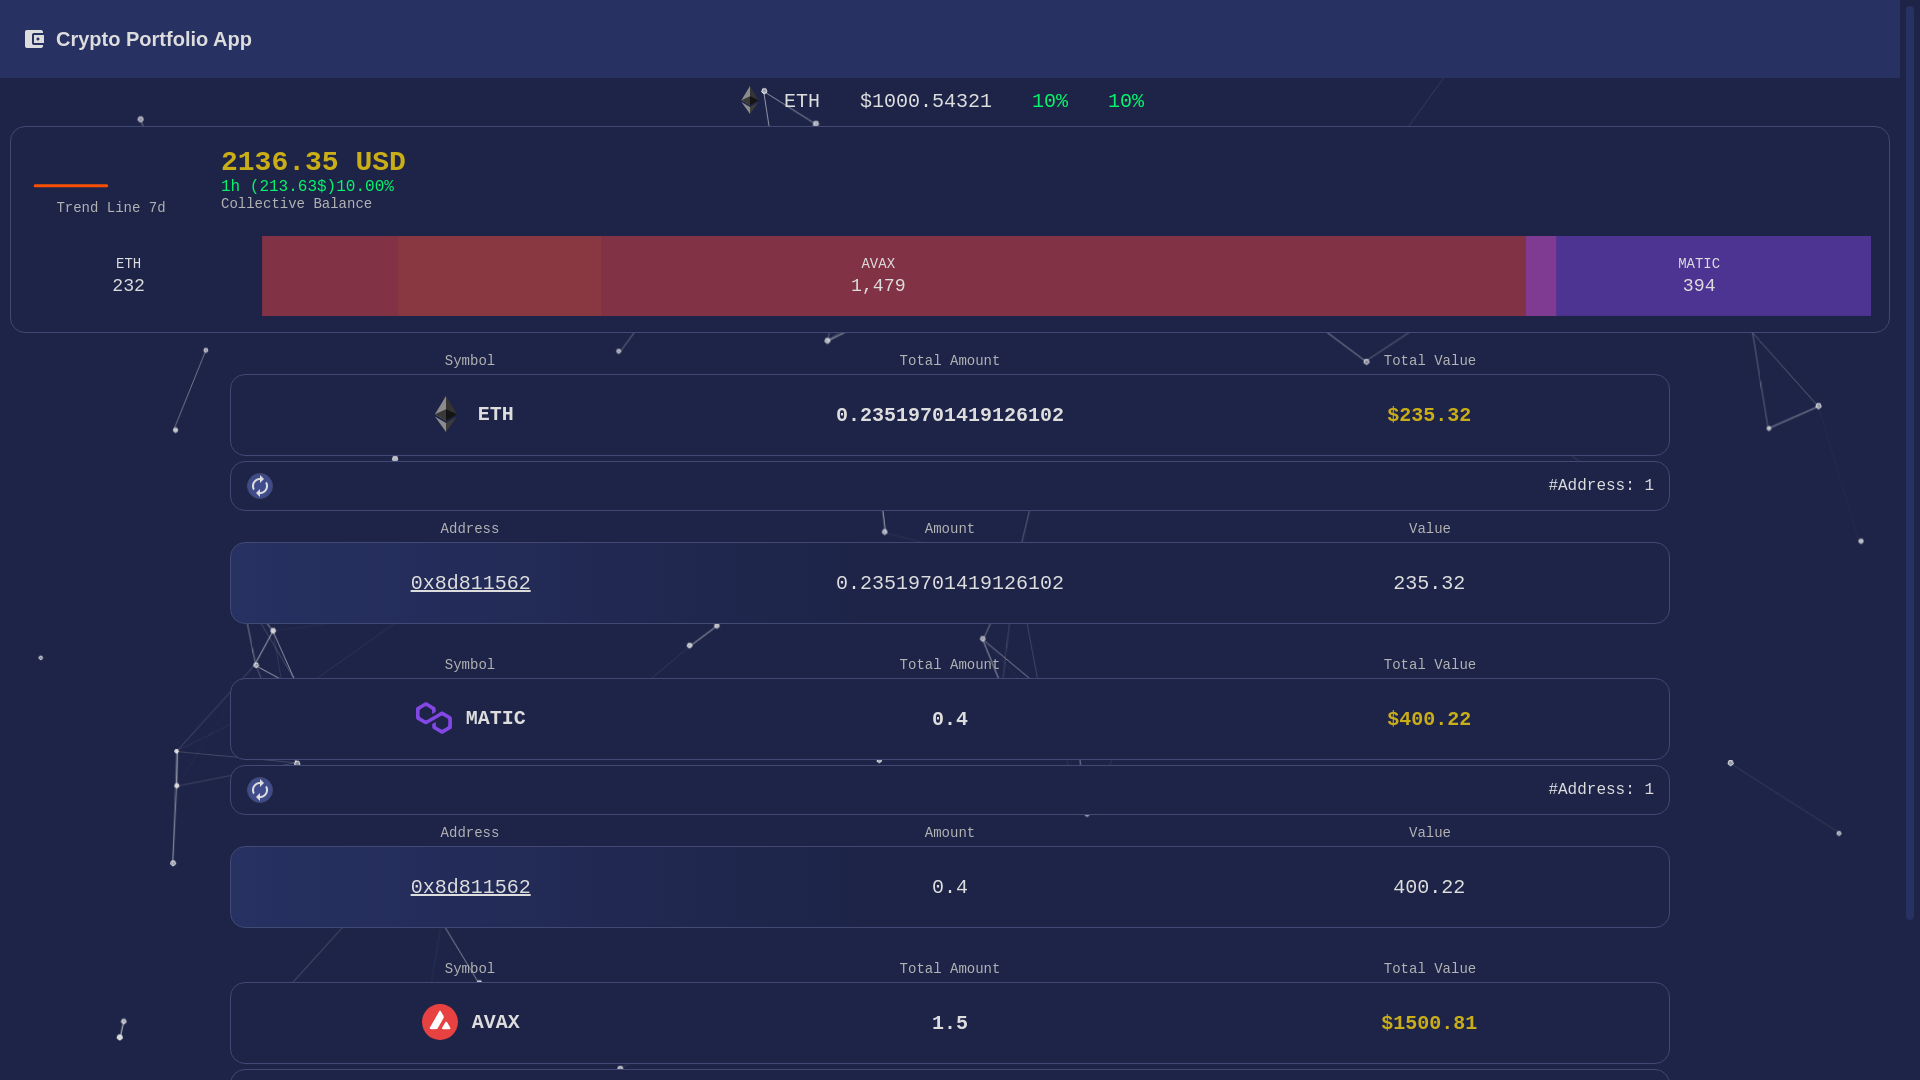 Crypto Portfolio App
ETH $1000.54321 10% 10%
2136.35 USD
1h (213.63$)10.00%
Collective Balance
Trend Line 7d
ETH AVAX MATIC
232 1,479 394
Symbol Total Amount Total Value
ETH 0.23519701419126102 $235.32
#Address: 1
Address Amount Value
0x8d811562 0.23519701419126102 235.32
Symbol Total Amount Total Value
MATIC 0.4 $400.22
#Address: 1
Address Amount Value
0x8d811562 0.4 400.22
Symbol Total Amount Total Value
AVAX 1.5 $1500.81